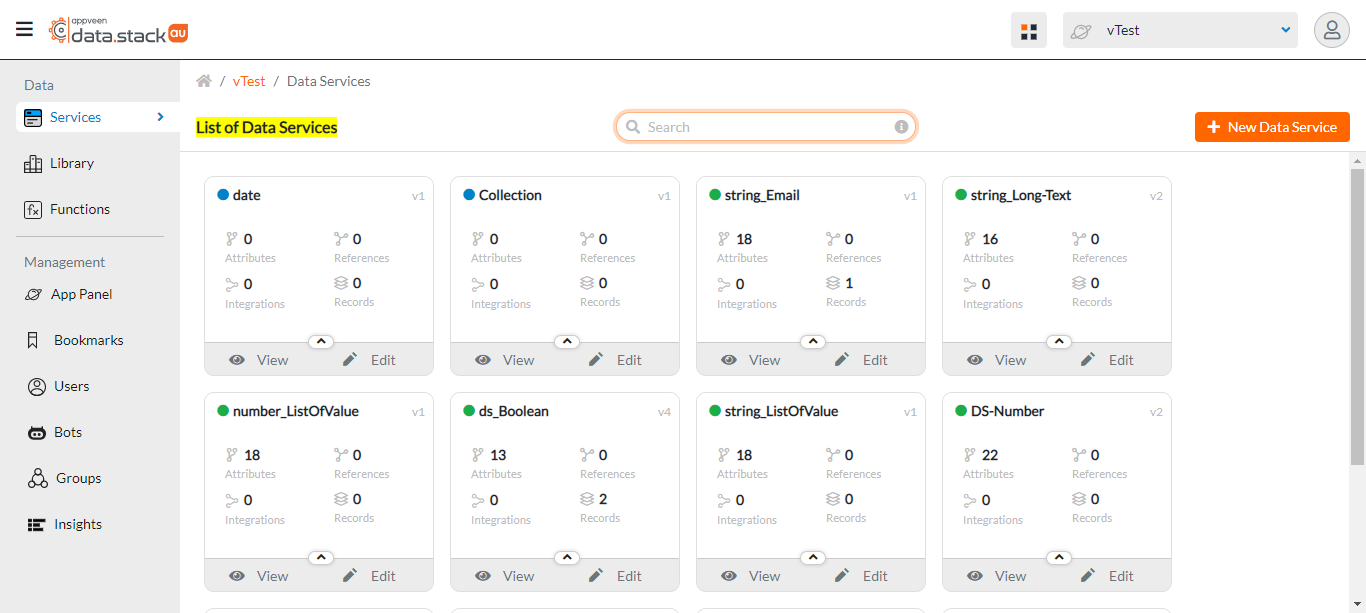 appveen
data.stack au
vTest
Data
Services
Library
Functions
Management
App Panel
Bookmarks
Users
Bots
Groups
Insights
/ vTest / Data Services
List of Data Services
Search
+ New Data Service
date v1
0 Attributes
0 References
0 Integrations
0 Records
View Edit
Collection v1
0 Attributes
0 References
0 Integrations
0 Records
View Edit
string_Email v1
18 Attributes
0 References
0 Integrations
1 Records
View Edit
string_Long-Text v2
16 Attributes
0 References
0 Integrations
0 Records
View Edit
number_ListOfValue v1
18 Attributes
0 References
0 Integrations
0 Records
View Edit
ds_Boolean v4
13 Attributes
0 References
0 Integrations
2 Records
View Edit
string_ListOfValue v1
18 Attributes
0 References
0 Integrations
0 Records
View Edit
DS-Number v2
22 Attributes
0 References
0 Integrations
0 Records
View Edit